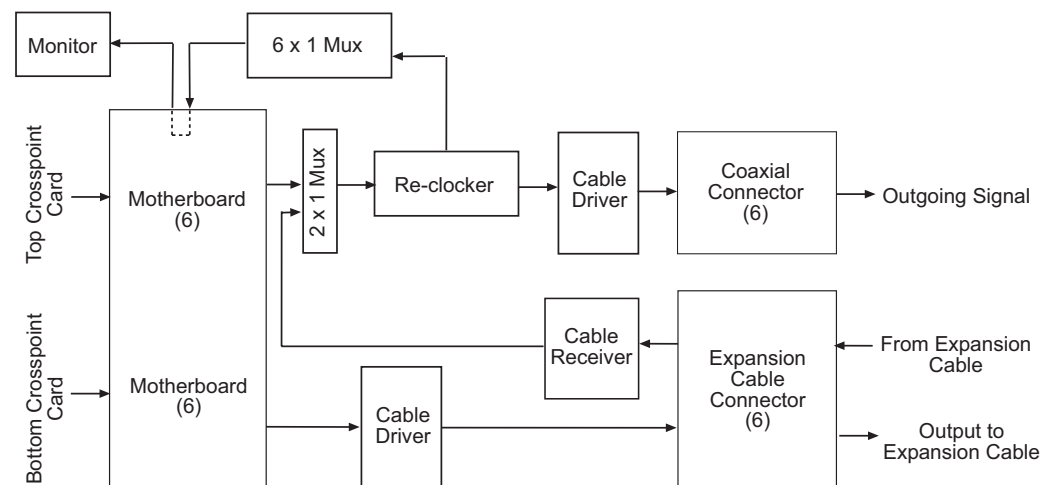 Monitor
6 x 1 Mux
Top Crosspoint
Card
Motherboard
(6)
2 x 1 Mux
Re-clocker
Cable
Driver
Coaxial
Connector
(6)
Outgoing Signal
Bottom Crosspoint
Card
Motherboard
(6)
Cable
Driver
Cable
Receiver
Expansion
Cable
Connector
(6)
From Expansion
Cable
Output to
Expansion Cable